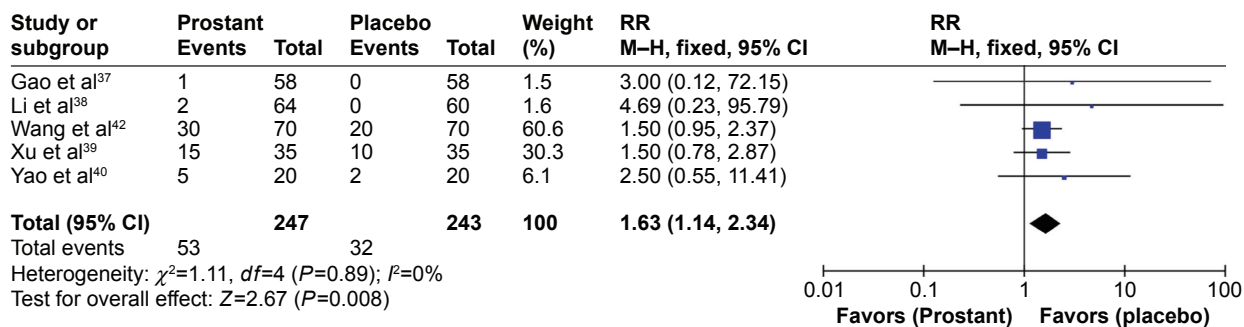 Study or subgroup Prostant Events Total Placebo Events Total Weight (%) RR M–H, fixed, 95% CI RR M–H, fixed, 95% CI
Gao et al37 1 58 0 58 1.5 3.00 (0.12, 72.15)
Li et al38 2 64 0 60 1.6 4.69 (0.23, 95.79)
Wang et al42 30 70 20 70 60.6 1.50 (0.95, 2.37)
Xu et al39 15 35 10 35 30.3 1.50 (0.78, 2.87)
Yao et al40 5 20 2 20 6.1 2.50 (0.55, 11.41)
Total (95% CI) 247 243 100 1.63 (1.14, 2.34)
Total events 53 32
Heterogeneity: χ²=1.11, df=4 (P=0.89); I²=0%
Test for overall effect: Z=2.67 (P=0.008)
0.01 0.1 1 10 100
Favors (Prostant) Favors (placebo)